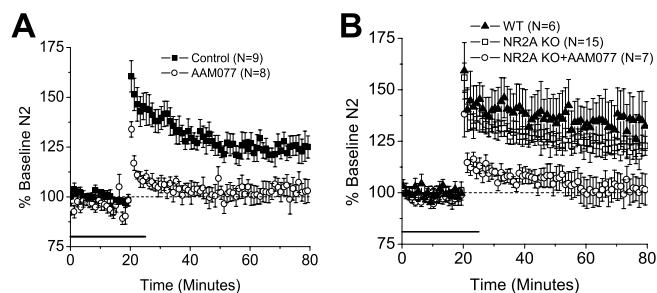 A
% Baseline N2
175
150
125
100
75
Control (N=9)
AAM077 (N=8)
0 20 40 60 80
Time (Minutes)
B
% Baseline N2
175
150
125
100
75
WT (N=6)
NR2A KO (N=15)
NR2A KO+AAM077 (N=7)
0 20 40 60 80
Time (Minutes)